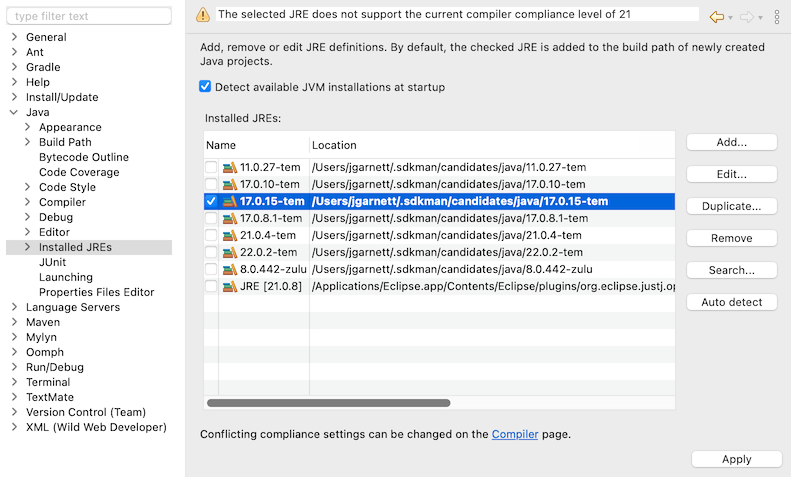 type filter text
General
Ant
Gradle
Help
Install/Update
Java
Appearance
Build Path
Bytecode Outline
Code Coverage
Code Style
Compiler
Debug
Editor
Installed JREs
JUnit
Launching
Properties Files Editor
Language Servers
Maven
Mylyn
Oomph
Run/Debug
Terminal
TextMate
Version Control (Team)
XML (Wild Web Developer)
The selected JRE does not support the current compiler compliance level of 21
Add, remove or edit JRE definitions. By default, the checked JRE is added to the build path of newly created
Java projects.
Detect available JVM installations at startup
Installed JREs:
Name Location
11.0.27-tem /Users/jgarnett/.sdkman/candidates/java/11.0.27-tem
17.0.10-tem /Users/jgarnett/.sdkman/candidates/java/17.0.10-tem
17.0.15-tem /Users/jgarnett/.sdkman/candidates/java/17.0.15-tem
17.0.8.1-tem /Users/jgarnett/.sdkman/candidates/java/17.0.8.1-tem
21.0.4-tem /Users/jgarnett/.sdkman/candidates/java/21.0.4-tem
22.0.2-tem /Users/jgarnett/.sdkman/candidates/java/22.0.2-tem
8.0.442-zulu /Users/jgarnett/.sdkman/candidates/java/8.0.442-zulu
JRE [21.0.8] /Applications/Eclipse.app/Contents/Eclipse/plugins/org.eclipse.justj.op
Add...
Edit...
Duplicate...
Remove
Search...
Auto detect
Conflicting compliance settings can be changed on the Compiler page.
Apply